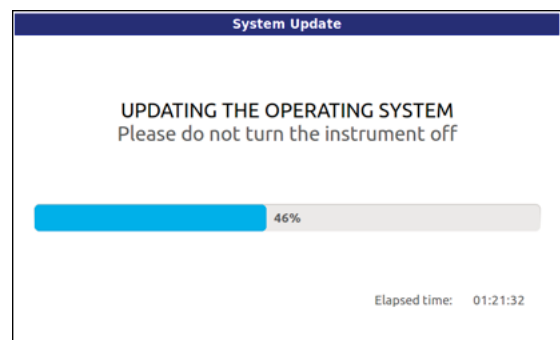 System Update
UPDATING THE OPERATING SYSTEM
Please do not turn the instrument off
46%
Elapsed time: 01:21:32